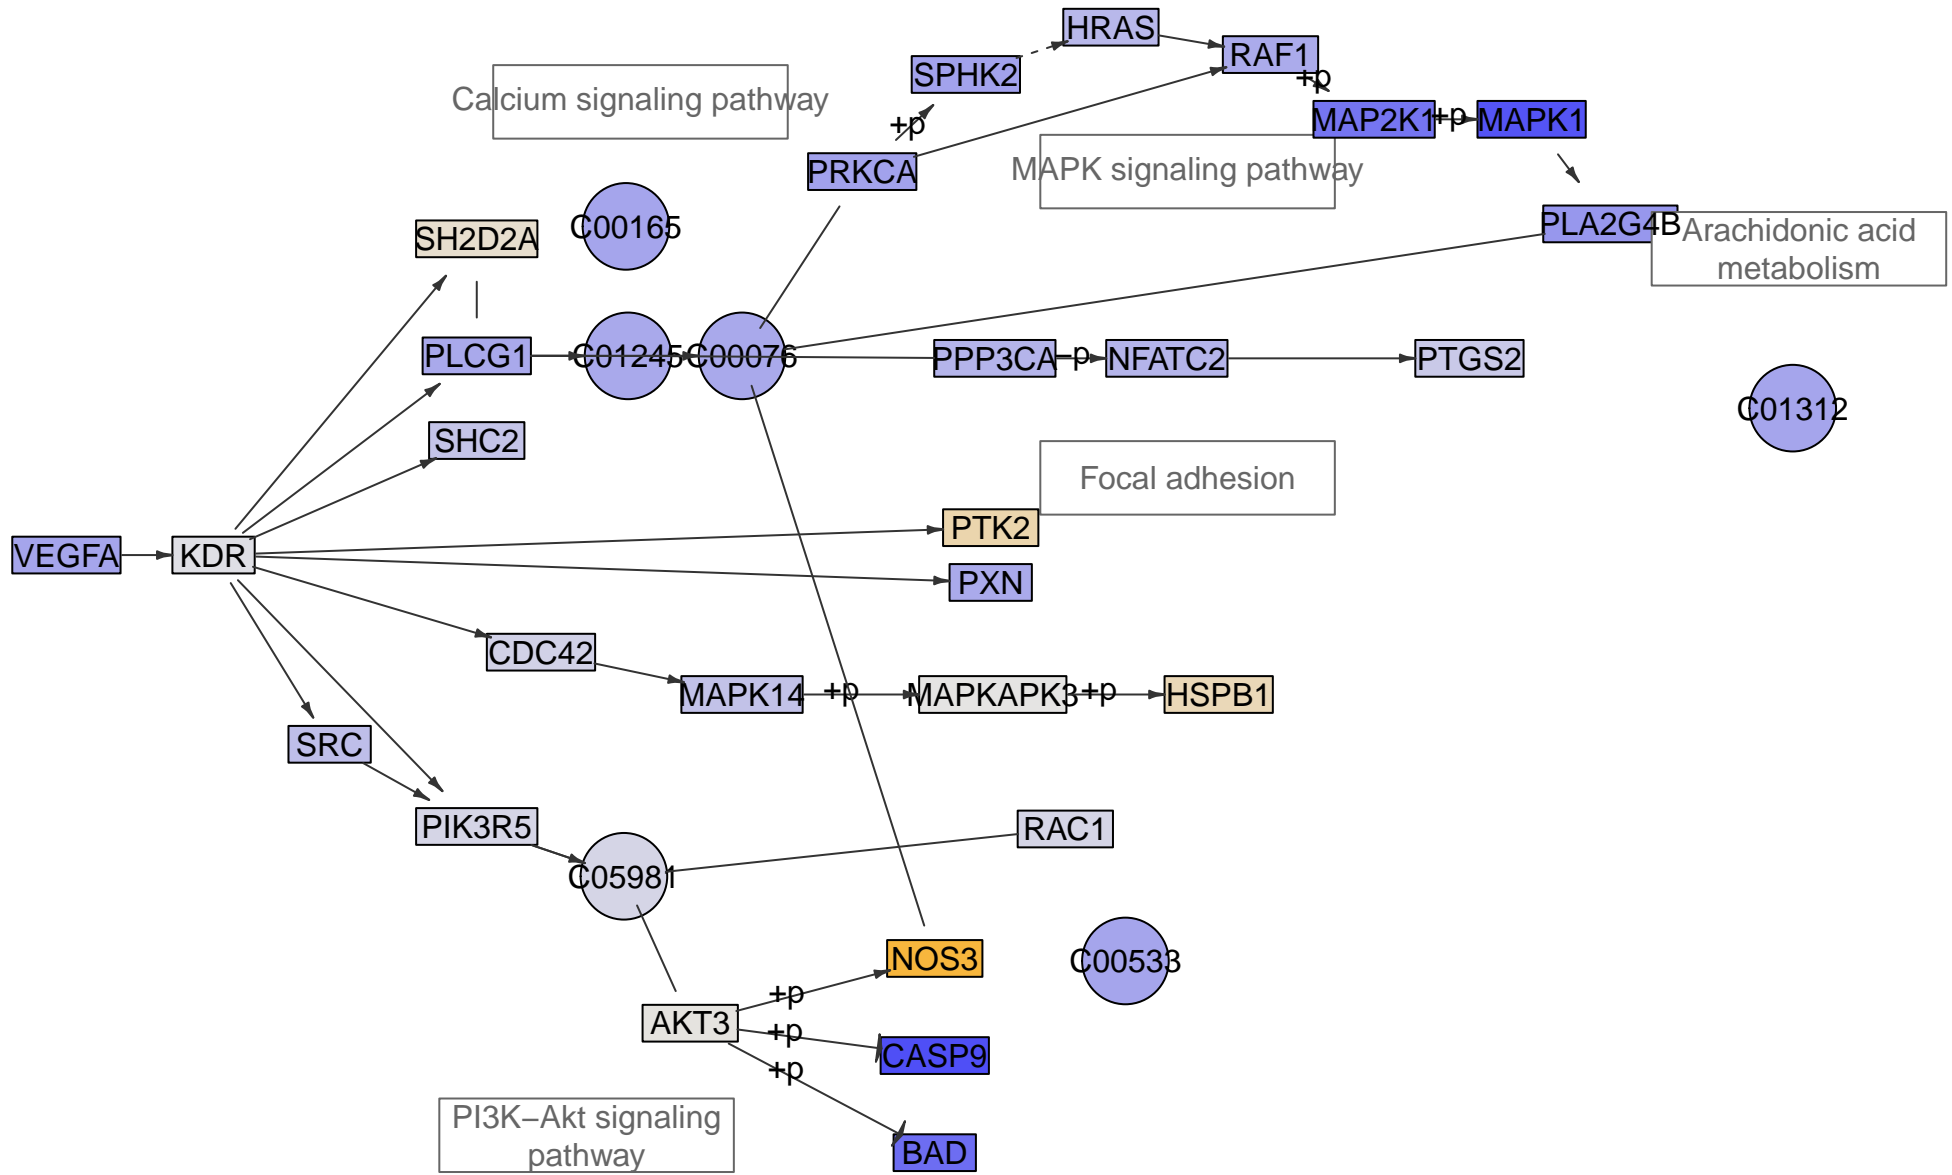 HRAS
RAF1
+p
SPHK2
Calcium signaling pathway
+p
MAP2K1
+p
MAPK1
PRKCA
MAPK signaling pathway
C00165
SH2D2A
PLA2G4B
Arachidonic acid
metabolism
PLCG1
C01245
C00076
PPP3CA
-p
NFATC2
PTGS2
C01312
SHC2
Focal adhesion
PTK2
VEGFA
KDR
PXN
CDC42
MAPK14
+p
MAPKAPK3
+p
HSPB1
SRC
PIK3R5
RAC1
C05981
NOS3
C00533
+p
AKT3
+p
CASP9
+p
PI3K–Akt signaling
pathway
BAD